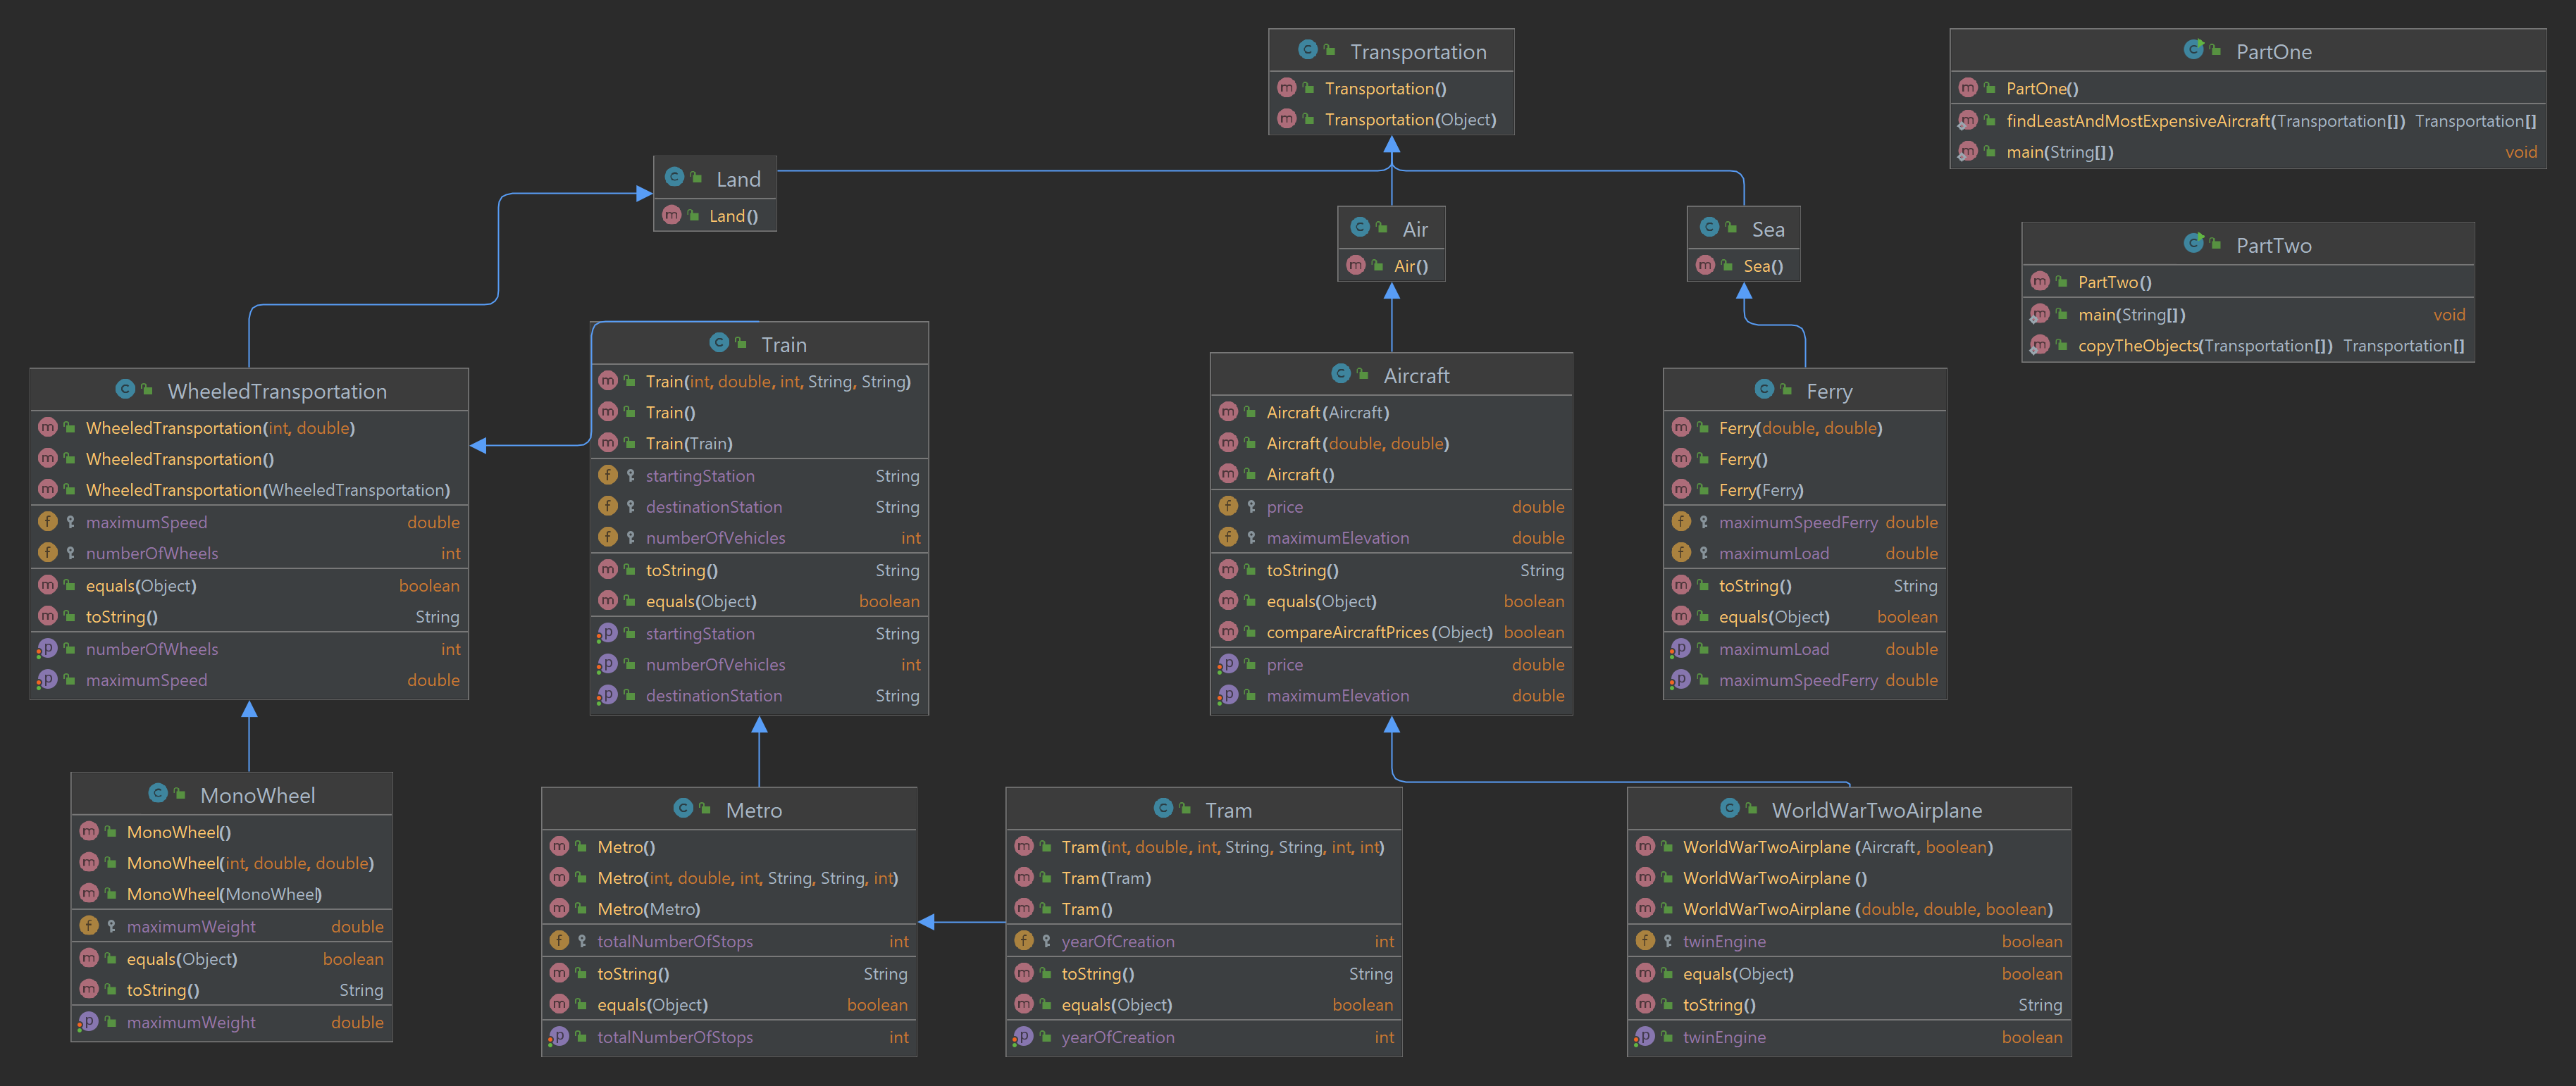 Transportation
Transportation()
Transportation(Object)
PartOne
PartOne()
findLeastAndMostExpensiveAircraft(Transportation[]) Transportation[]
main(String[]) void
Land
Land()
Air
Air()
Sea
Sea()
PartTwo
PartTwo()
main(String[]) void
copyTheObjects(Transportation[]) Transportation[]
WheeledTransportation
WheeledTransportation(int, double)
WheeledTransportation()
WheeledTransportation(WheeledTransportation)
maximumSpeed double
numberOfWheels int
equals(Object) boolean
toString() String
numberOfWheels int
maximumSpeed double
Train
Train(int, double, int, String, String)
Train()
Train(Train)
startingStation String
destinationStation String
numberOfVehicles int
toString() String
equals(Object) boolean
startingStation String
numberOfVehicles int
destinationStation String
Aircraft
Aircraft(Aircraft)
Aircraft(double, double)
Aircraft()
price double
maximumElevation double
toString() String
equals(Object) boolean
compareAircraftPrices(Object) boolean
price double
maximumElevation double
Ferry
Ferry(double, double)
Ferry()
Ferry(Ferry)
maximumSpeedFerry double
maximumLoad double
toString() String
equals(Object) boolean
maximumLoad double
maximumSpeedFerry double
MonoWheel
MonoWheel()
MonoWheel(int, double, double)
MonoWheel(MonoWheel)
maximumWeight double
equals(Object) boolean
toString() String
maximumWeight double
Metro
Metro()
Metro(int, double, int, String, String, int)
Metro(Metro)
totalNumberOfStops int
toString() String
equals(Object) boolean
totalNumberOfStops int
Tram
Tram(int, double, int, String, String, int, int)
Tram(Tram)
Tram()
yearOfCreation int
toString() String
equals(Object) boolean
yearOfCreation int
WorldWarTwoAirplane
WorldWarTwoAirplane (Aircraft, boolean)
WorldWarTwoAirplane ()
WorldWarTwoAirplane (double, double, boolean)
twinEngine boolean
equals(Object) boolean
toString() String
twinEngine boolean